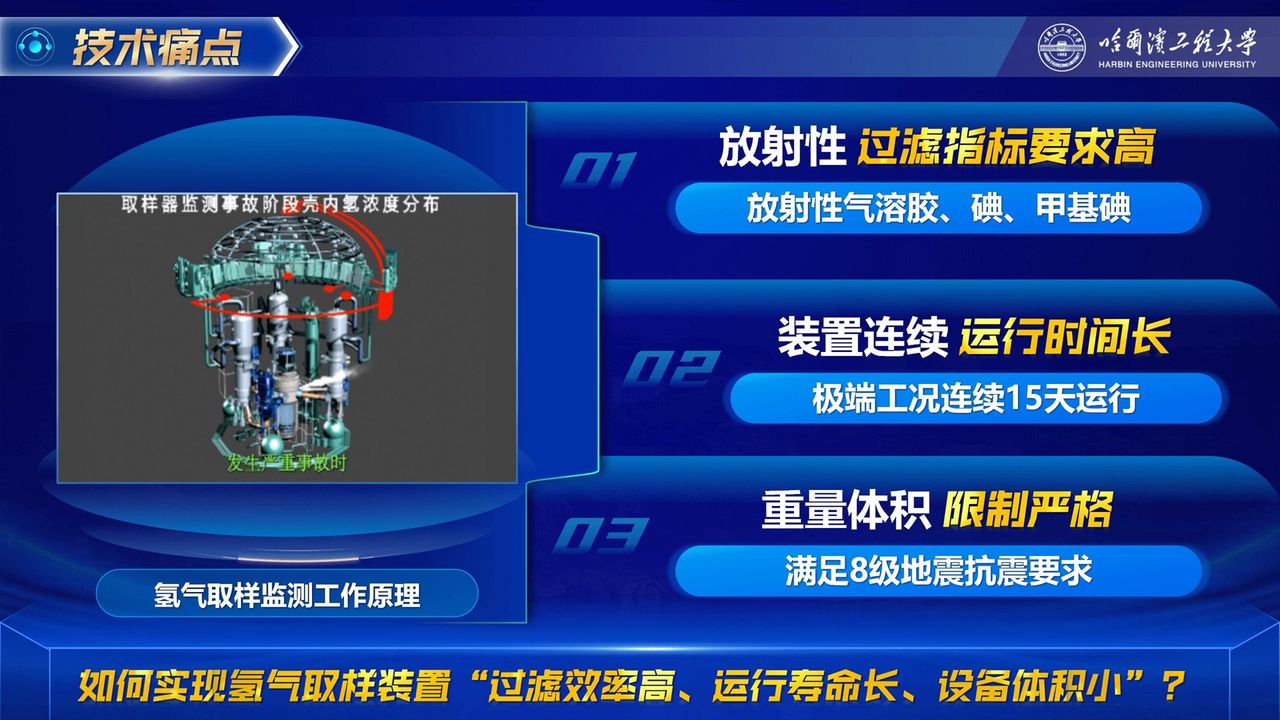 技术痛点
哈尔滨工程大学
HARBIN ENGINEERING UNIVERSITY
取样器监测事故阶段壳内氢浓度分布
发生严重事故时
氢气取样监测工作原理
01
放射性 过滤指标要求高
放射性气溶胶、碘、甲基碘
02
装置连续 运行时间长
极端工况连续15天运行
03
重量体积 限制严格
满足8级地震抗震要求
如何实现氢气取样装置“过滤效率高、运行寿命长、设备体积小”？